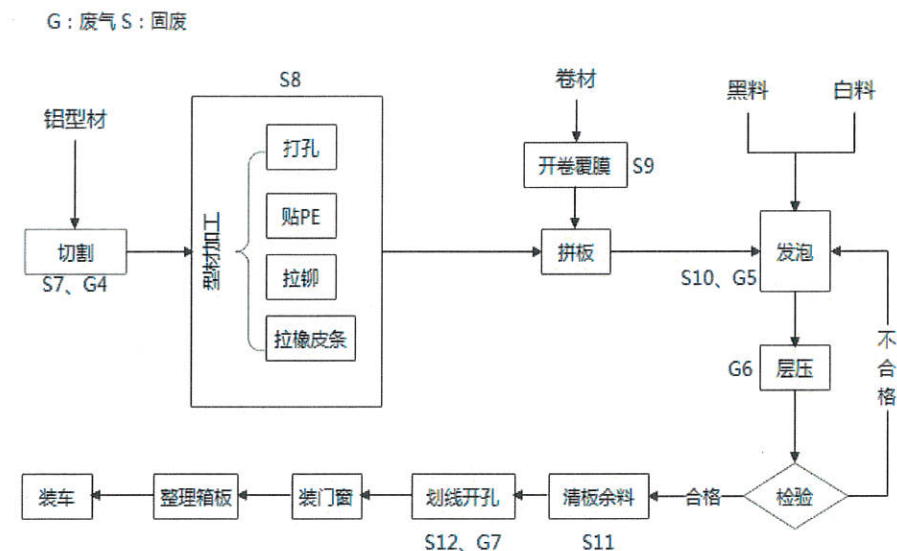 G：废气 S：固废
S8
卷材
黑料
白料
铝型材
打孔
开卷覆膜
S9
贴PE
型材加工
切割
拼板
发泡
S7、G4
拉铆
S10、G5
拉橡皮条
G6
层压
不合格
装车
整理箱板
装门窗
划线开孔
清板余料
合格
检验
S12、G7
S11